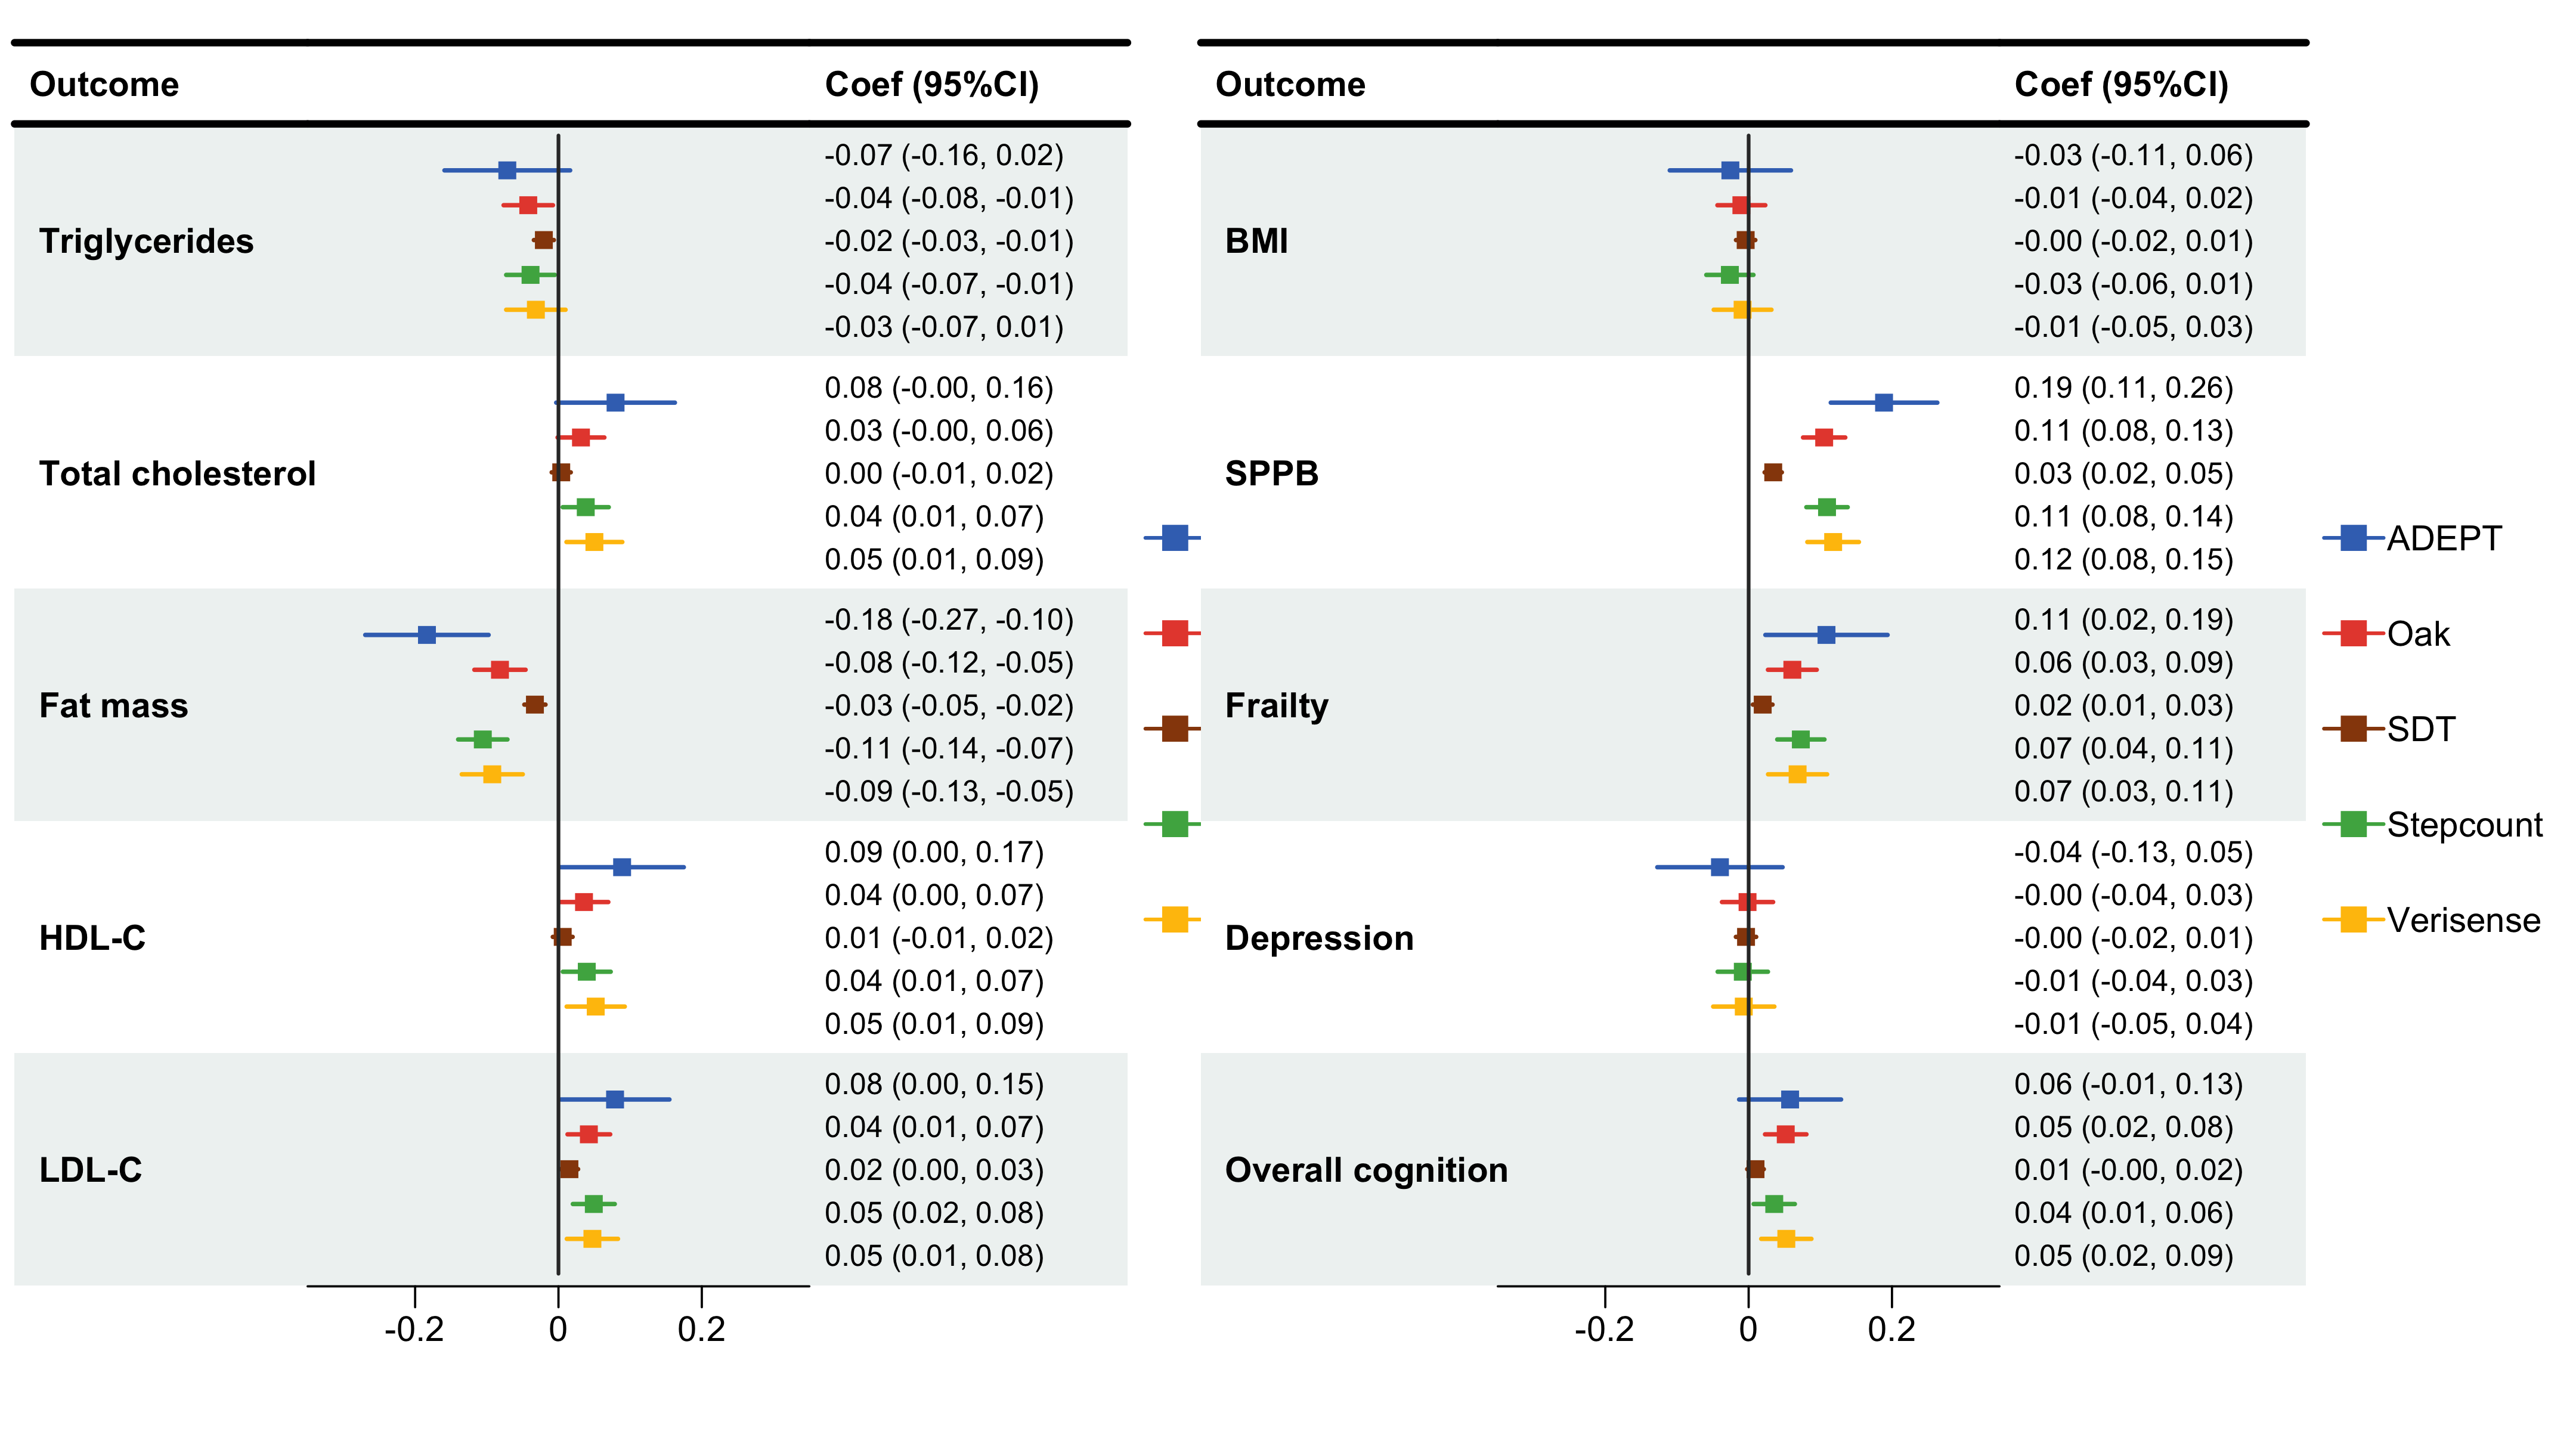 Outcome Coef (95%CI)
Triglycerides
-0.07 (-0.16, 0.02)
-0.04 (-0.08, -0.01)
-0.02 (-0.03, -0.01)
-0.04 (-0.07, -0.01)
-0.03 (-0.07, 0.01)
Total cholesterol
0.08 (-0.00, 0.16)
0.03 (-0.00, 0.06)
0.00 (-0.01, 0.02)
0.04 (0.01, 0.07)
0.05 (0.01, 0.09)
Fat mass
-0.18 (-0.27, -0.10)
-0.08 (-0.12, -0.05)
-0.03 (-0.05, -0.02)
-0.11 (-0.14, -0.07)
-0.09 (-0.13, -0.05)
HDL-C
0.09 (0.00, 0.17)
0.04 (0.00, 0.07)
0.01 (-0.01, 0.02)
0.04 (0.01, 0.07)
0.05 (0.01, 0.09)
LDL-C
0.08 (0.00, 0.15)
0.04 (0.01, 0.07)
0.02 (0.00, 0.03)
0.05 (0.02, 0.08)
0.05 (0.01, 0.08)
-0.2 0 0.2
Outcome Coef (95%CI)
BMI
-0.03 (-0.11, 0.06)
-0.01 (-0.04, 0.02)
-0.00 (-0.02, 0.01)
-0.03 (-0.06, 0.01)
-0.01 (-0.05, 0.03)
SPPB
0.19 (0.11, 0.26)
0.11 (0.08, 0.13)
0.03 (0.02, 0.05)
0.11 (0.08, 0.14)
0.12 (0.08, 0.15)
Frailty
0.11 (0.02, 0.19)
0.06 (0.03, 0.09)
0.02 (0.01, 0.03)
0.07 (0.04, 0.11)
0.07 (0.03, 0.11)
Depression
-0.04 (-0.13, 0.05)
-0.00 (-0.04, 0.03)
-0.00 (-0.02, 0.01)
-0.01 (-0.04, 0.03)
-0.01 (-0.05, 0.04)
Overall cognition
0.06 (-0.01, 0.13)
0.05 (0.02, 0.08)
0.01 (-0.00, 0.02)
0.04 (0.01, 0.06)
0.05 (0.02, 0.09)
-0.2 0 0.2
ADEPT
Oak
SDT
Stepcount
Verisense